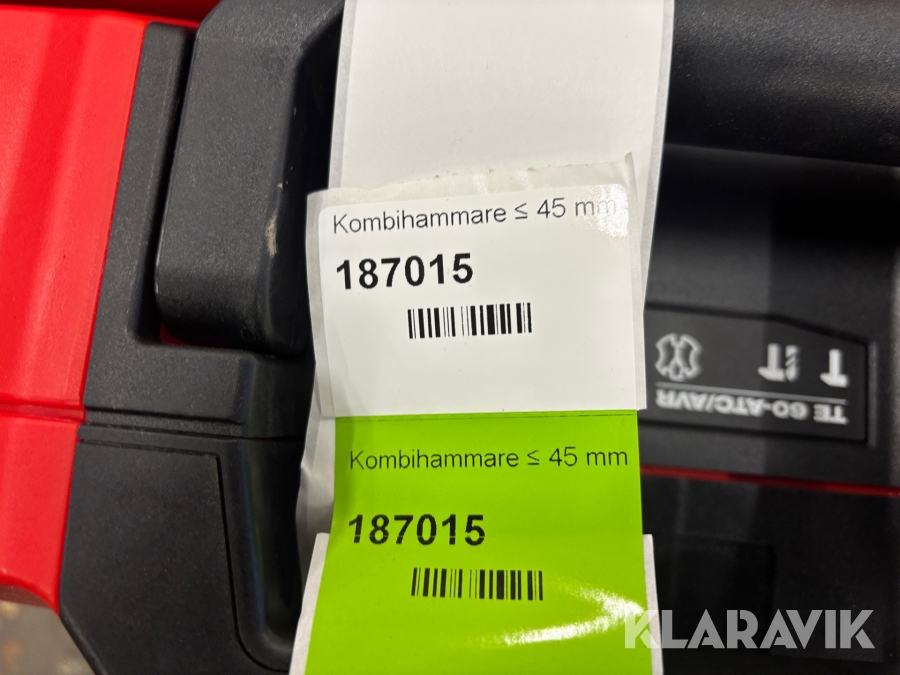 Kombihammare ≤ 45 mm
187015
TE 60-ATC/AVR
Kombihammare ≤ 45 mm
187015
KLARAVIK